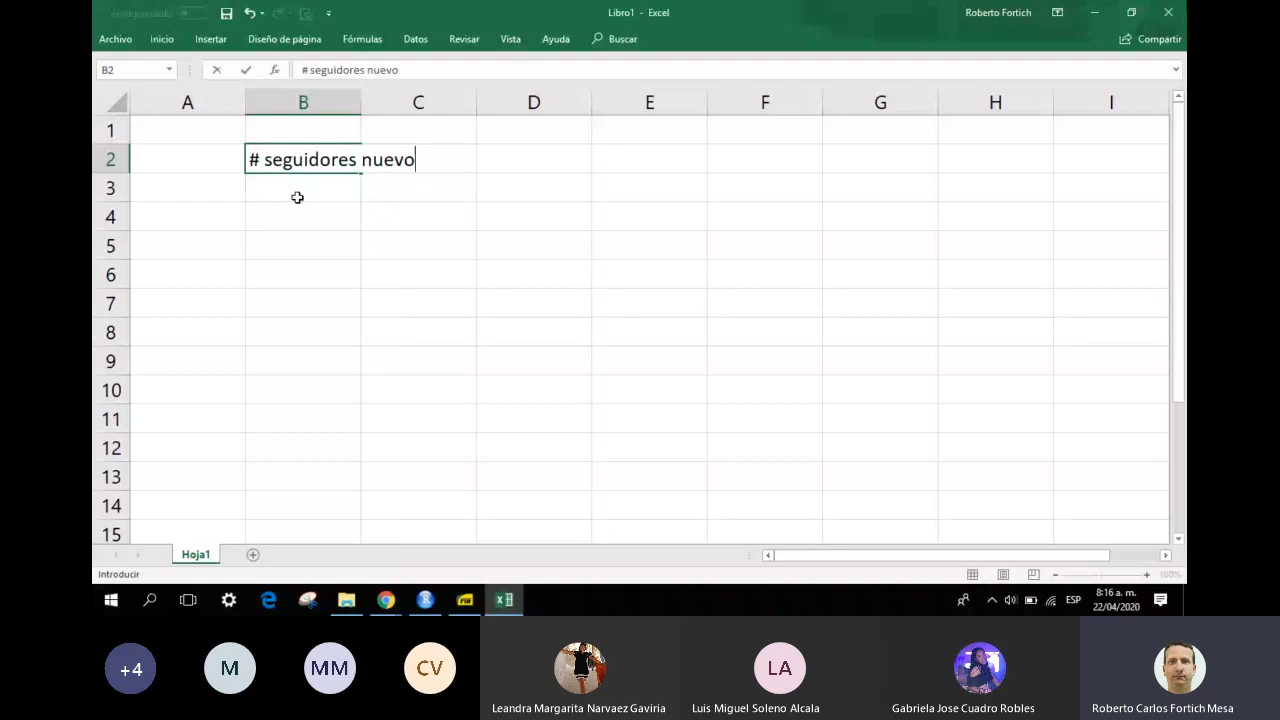 Autoguardado
Libro1 - Excel
Roberto Fortich
Archivo Inicio Insertar Diseño de página Fórmulas Datos Revisar Vista Ayuda Buscar Compartir
B2 fx # seguidores nuevo
A B C D E F G H I
1
2 # seguidores nuevo
3
4
5
6
7
8
9
10
11
12
13
14
15
Hoja1
Introducir 100%
ESP 8:16 a. m.
22/04/2020
+4 M MM CV LA
Leandra Margarita Narvaez Gaviria Luis Miguel Soleno Alcala Gabriela Jose Cuadro Robles Roberto Carlos Fortich Mesa